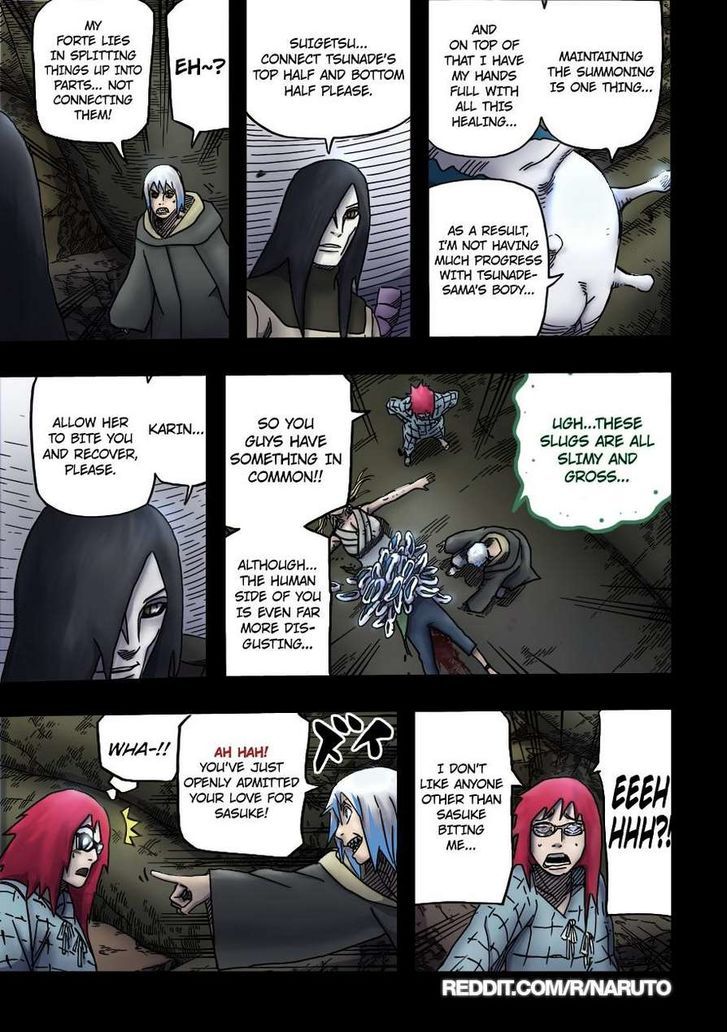 MAINTAINING
THE SUMMONING
IS ONE THING...
AND
ON TOP OF
THAT I HAVE
MY HANDS
FULL WITH
ALL THIS
HEALING...
AS A RESULT,
I'M NOT HAVING
MUCH PROGRESS
WITH TSUNADE-
SAMA'S BODY...
SUIGETSU...
CONNECT TSUNADE'S
TOP HALF AND BOTTOM
HALF PLEASE.
EH~?
MY
FORTE LIES
IN SPLITTING
THINGS UP INTO
PARTS... NOT
CONNECTING
THEM!
UGH...THESE
SLUGS ARE ALL
SLIMY AND
GROSS...
SO YOU
GUYS HAVE
SOMETHING IN
COMMON!!
ALTHOUGH...
THE HUMAN
SIDE OF YOU
IS EVEN FAR
MORE DIS-
GUSTING...
KARIN...
ALLOW HER
TO BITE YOU
AND RECOVER,
PLEASE.
EEEH
HHH?!
I DON'T
LIKE ANYONE
OTHER THAN
SASUKE
BITING
ME...
ズイ
AH HAH!
YOU'VE JUST
OPENLY ADMITTED
YOUR LOVE FOR
SASUKE!
WHA-!!
REDDIT.COM/R/NARUTO